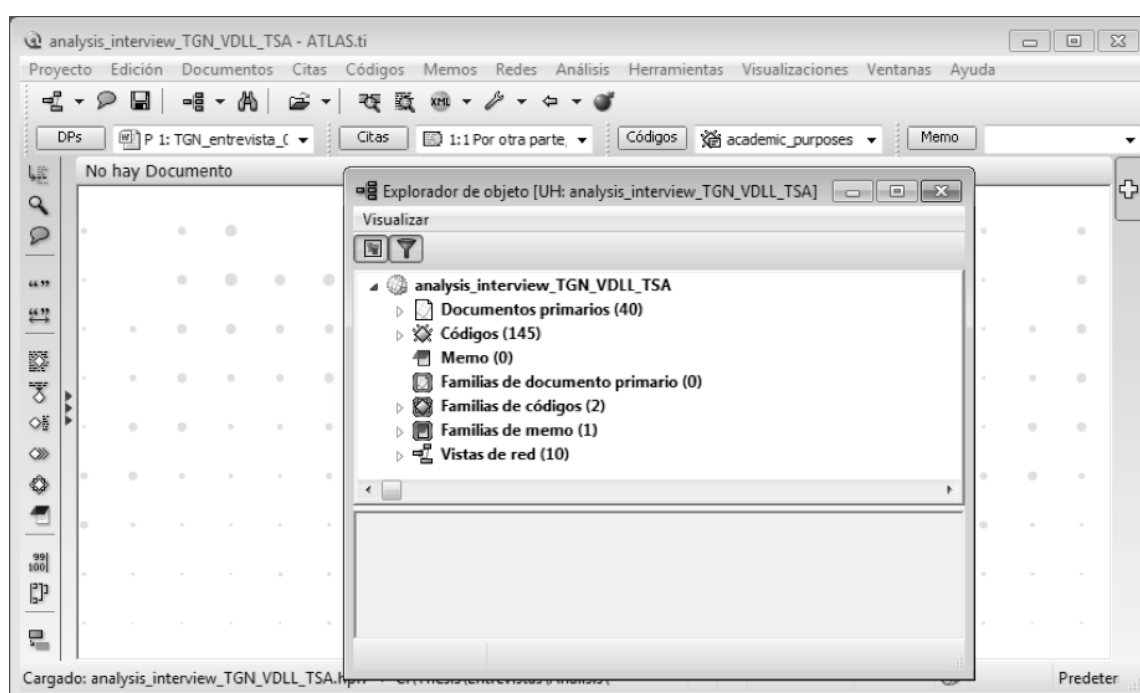 analysis_interview_TGN_VDLL_TSA - ATLAS.ti
Proyecto Edición Documentos Citas Códigos Memos Redes Análisis Herramientas Visualizaciones Ventanas Ayuda
XML
DPs P 1: TGN_entrevista_ Citas 1:1 Por otra parte, Códigos academic_purposes Memo
No hay Documento
Explorador de objeto [UH: analysis_interview_TGN_VDLL_TSA]
Visualizar
analysis_interview_TGN_VDLL_TSA
Documentos primarios (40)
Códigos (145)
Memo (0)
Familias de documento primario (0)
Familias de códigos (2)
Familias de memo (1)
Vistas de red (10)
99
100
Cargado: analysis_interview_TGN_VDLL_TSA. Predeter